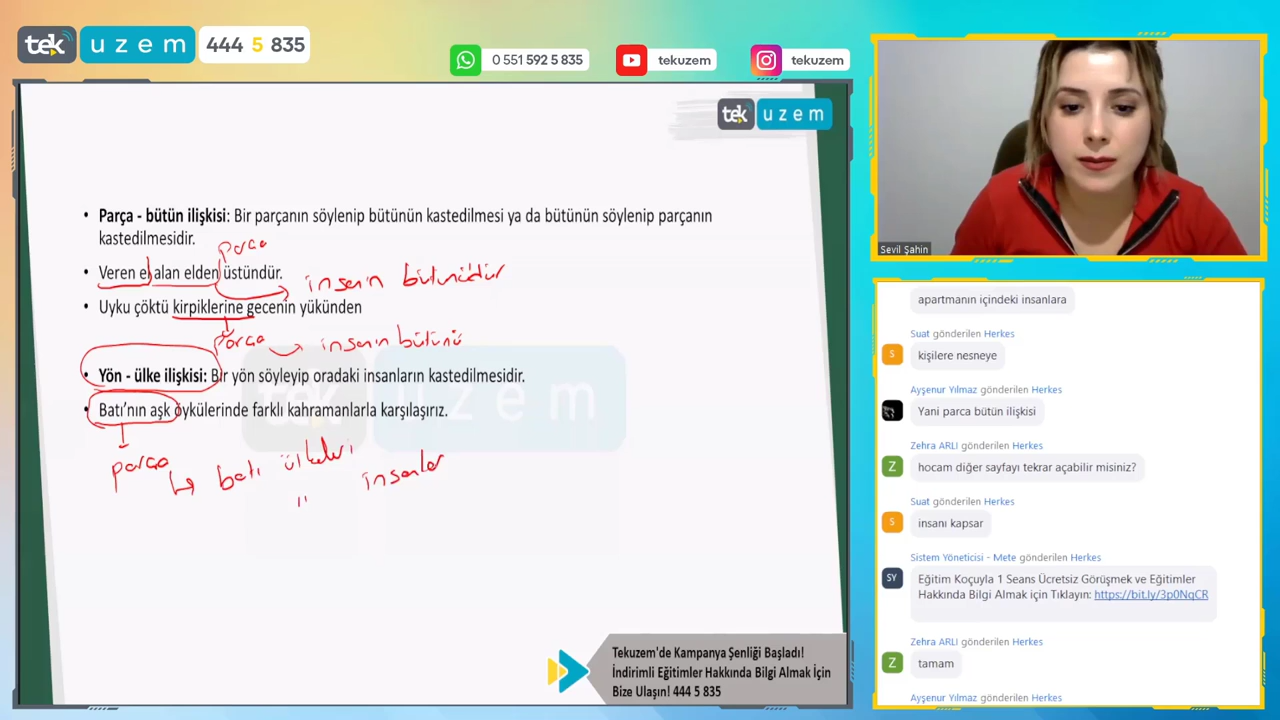 tek uzem 444 5 835
0 551 592 5 835
tekuzem
tekuzem
tek uzem
• Parça - bütün ilişkisi: Bir parçanın söylenip bütünün kastedilmesi ya da bütünün söylenip parçanın
kastedilmesidir.
parça
• Veren el alan elden üstündür.
insanın bütünüdür
• Uyku çöktü kirpiklerine gecenin yükünden
parça insanın bütünü
• Yön - ülke ilişkisi: Bir yön söyleyip oradaki insanların kastedilmesidir.
• Batı’nın aşk öykülerinde farklı kahramanlarla karşılaşırız.
parça
batı ülkeleri
" insanlar
tek uzem
Tekuzem'de Kampanya Şenliği Başladı!
İndirimli Eğitimler Hakkında Bilgi Almak İçin
Bize Ulaşın! 444 5 835
Sevil Şahin
apartmanın içindeki insanlara
Suat gönderilen Herkes
S
kişilere nesneye
Ayşenur Yılmaz gönderilen Herkes
Yani parca bütün ilişkisi
Zehra ARLI gönderilen Herkes
Z
hocam diğer sayfayı tekrar açabilir misiniz?
Suat gönderilen Herkes
S
insanı kapsar
Sistem Yöneticisi - Mete gönderilen Herkes
SY
Eğitim Koçuyla 1 Seans Ücretsiz Görüşmek ve Eğitimler
Hakkında Bilgi Almak için Tıklayın: https://bit.ly/3p0NqCR
Zehra ARLI gönderilen Herkes
Z
tamam
Ayşenur Yılmaz gönderilen Herkes